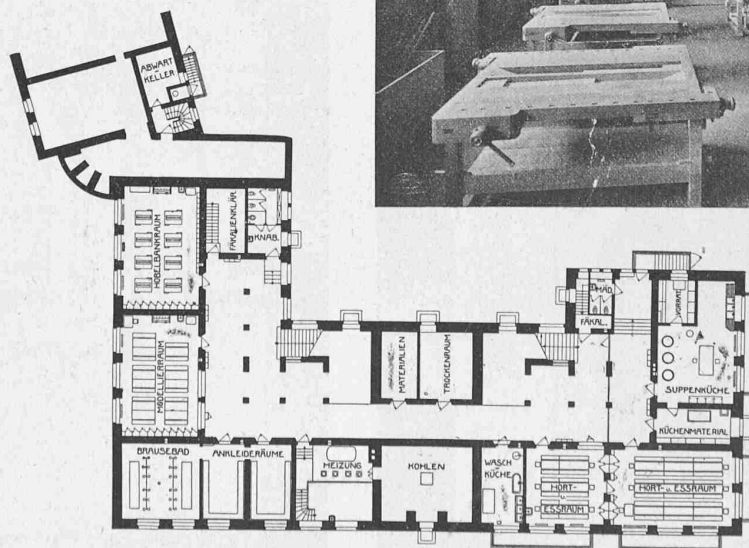 ABWART
KELLER
HOBELBANKRAUM
FÄKALIENKLÄR
KNAB.
MODELLIERRAUM
MATERIALIEN
TROCKENRAUM
MÄD.
FÄKAL.
VORRAT
SUPPENKÜCHE
KÜCHENMATERIAL
BRAUSEBAD
ANKLEIDERÄUME
HEIZUNG
KOHLEN
WASCH
KÜCHE
HORT-
U.
ESSRAUM
HORT- U. ESSRAUM